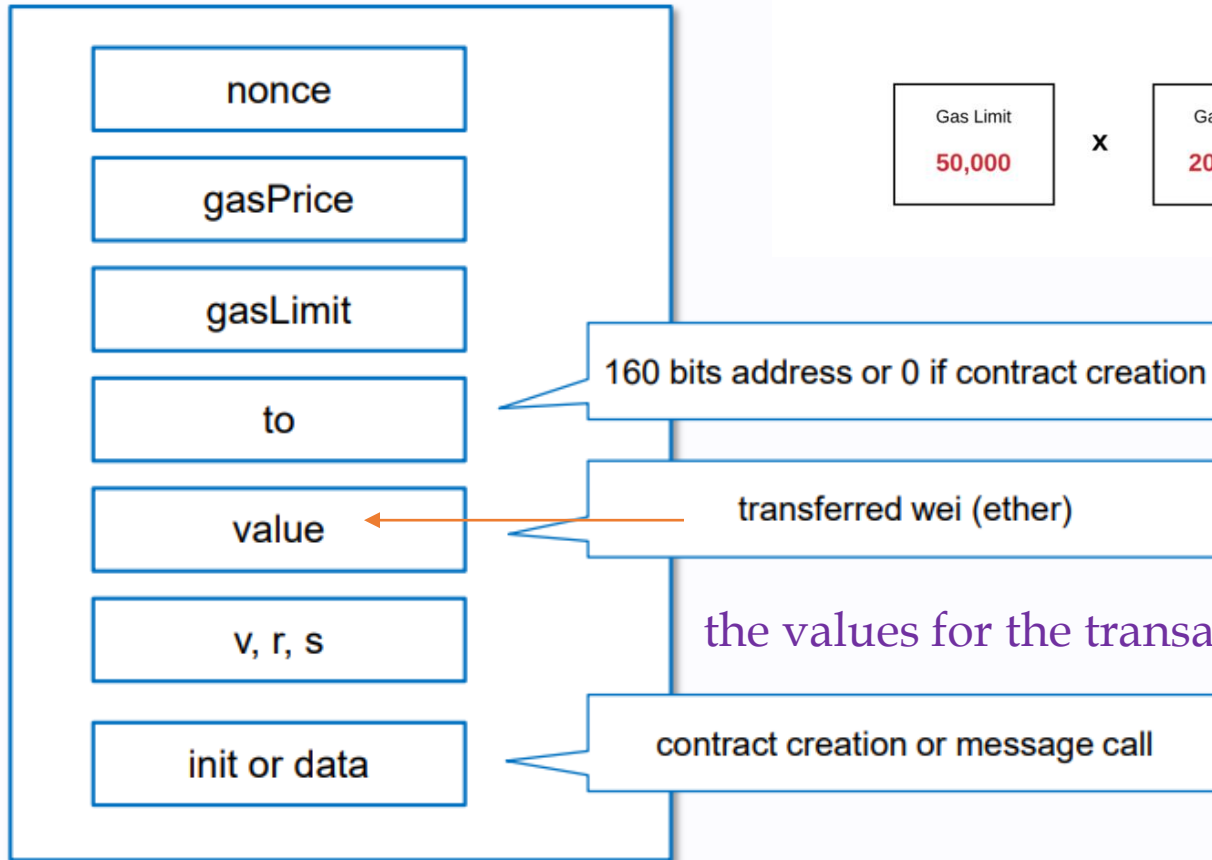 nonce
gasPrice
gasLimit
to
value
v, r, s
init or data
Gas Limit
50,000
x
160 bits address or 0 if contract creation
transferred wei (ether)
the values for the
contract creation or message call